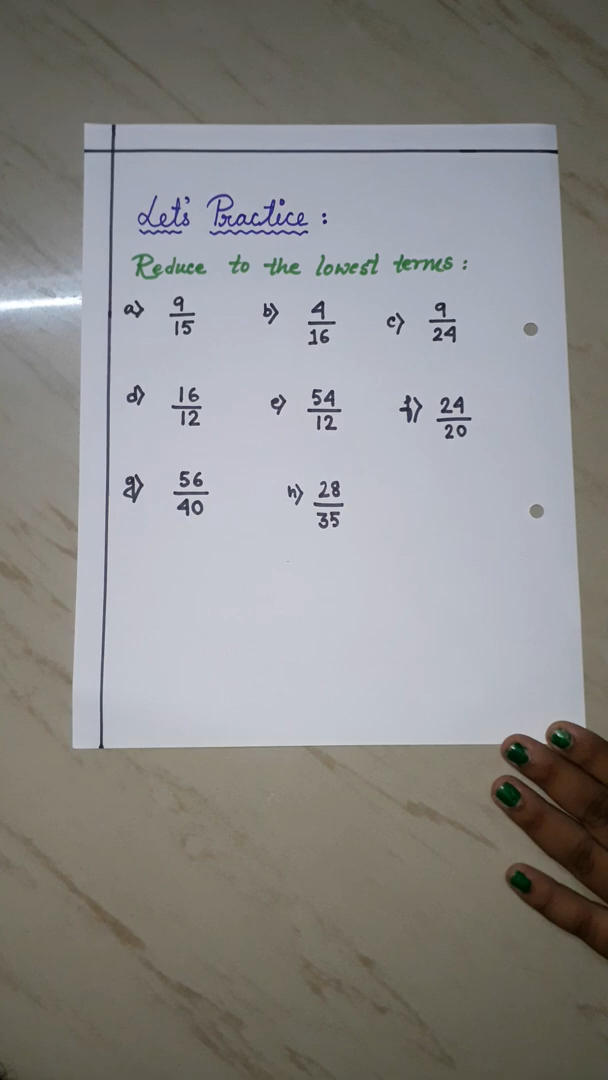 Let's Practice :
Reduce to the lowest terms :
a) 9/15 b) 4/16 c) 9/24
d) 16/12 e) 54/12 f) 24/20
g) 56/40 h) 28/35